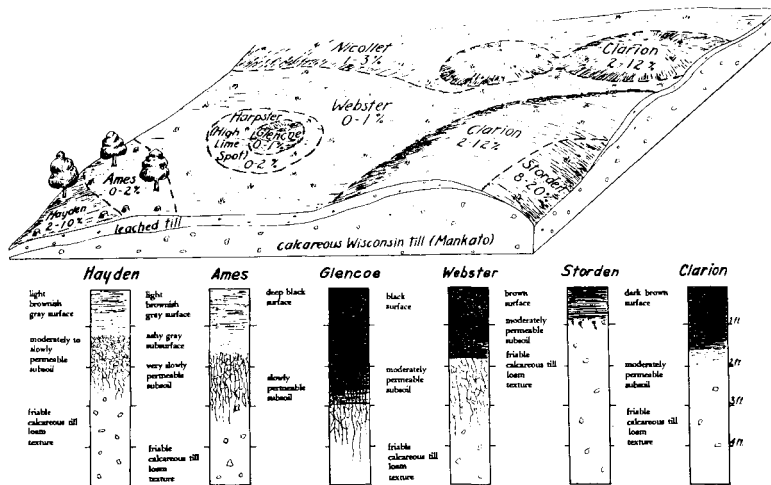 Nicollet
1-3%
Clarion
2-12%
Webster
0-1%
Harpster
(High
Lime
Spot)
0-2%
Glencoe
0-1%
Clarion
2-12%
Storden
8-20%
Ames
0-2%
Hayden
2-10%
leached till
calcareous Wisconsin till (Mankato)
Hayden
light
brownish
gray surface
moderately to
slowly
permeable
subsoil
friable
calcareous till
loam
texture
Ames
light
brownish
gray surface
ashy gray
subsurface
very slowly
permeable
subsoil
friable
calcareous till
loam
texture
Glencoe
deep black
surface
slowly
permeable
subsoil
Webster
black
surface
moderately
permeable
subsoil
friable
calcareous till
loam
texture
Storden
brown
surface
moderately
permeable
subsoil
friable
calcareous till
loam
texture
Clarion
dark brown
surface
moderately
permeable
subsoil
friable
calcareous till
loam
texture
1 ft.
2 ft.
3 ft.
4 ft.